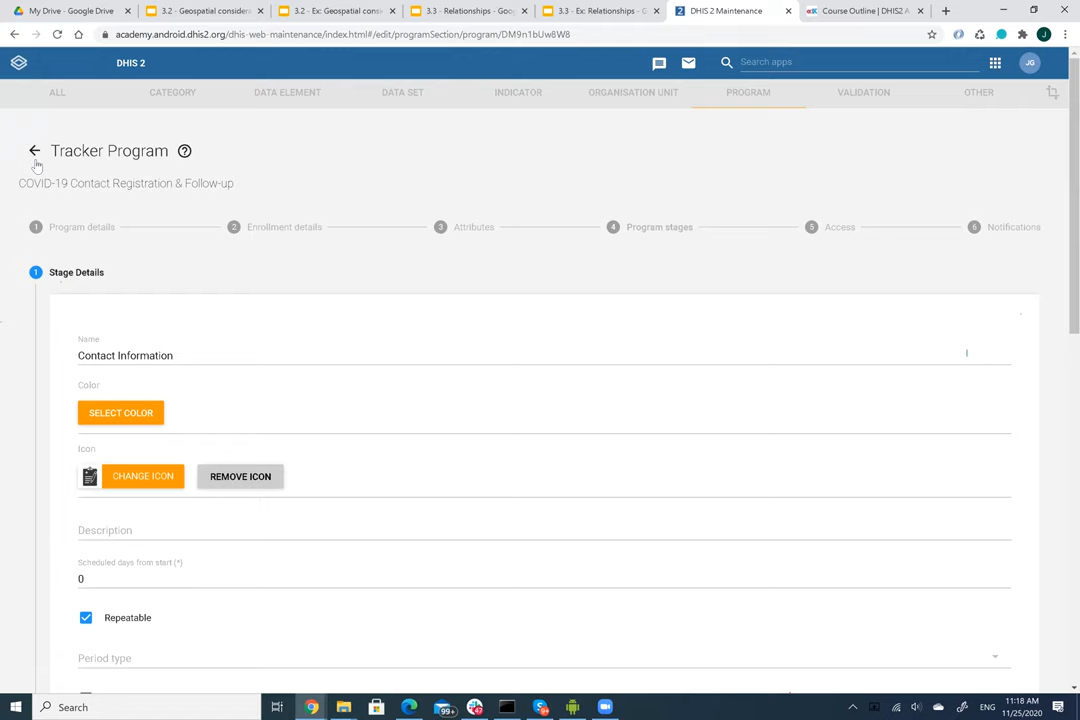 My Drive - Google Drive
3.2 - Geospatial considera
3.2 - Ex: Geospatial consi
3.3 - Relationships - Goog
3.3 - Ex: Relationships - G
DHIS 2 Maintenance
Course Outline | DHIS2 A
academy.android.dhis2.org/dhis-web-maintenance/index.html#/edit/programSection/program/DM9n1bUw8W8
J
DHIS 2
Search apps
JG
ALL
CATEGORY
DATA ELEMENT
DATA SET
INDICATOR
ORGANISATION UNIT
PROGRAM
VALIDATION
OTHER
Tracker Program
COVID-19 Contact Registration & Follow-up
1 Program details
2 Enrollment details
3 Attributes
4 Program stages
5 Access
6 Notifications
1 Stage Details
Name
Contact Information
Color
SELECT COLOR
Icon
CHANGE ICON
REMOVE ICON
Description
Scheduled days from start (*)
0
Repeatable
Period type
Search
99+
ENG
11:18 AM
11/25/2020